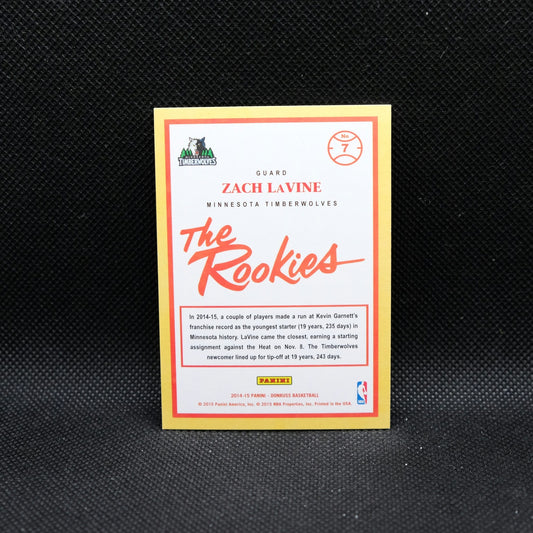 TIMBERWOLVES
No.
7
GUARD
ZACH LaVINE
MINNESOTA TIMBERWOLVES
The
Rookies
In 2014-15, a couple of players made a run at Kevin Garnett's
franchise record as the youngest starter (19 years, 235 days) in
Minnesota history. LaVine came the closest, earning a starting
assignment against the Heat on Nov. 8. The Timberwolves
newcomer lined up for tip-off at 19 years, 243 days.
PANINI
2014-15 PANINI - DONRUSS BASKETBALL
© 2015 Panini America, Inc. © 2015 NBA Properties, Inc. Printed in the USA.
NBA